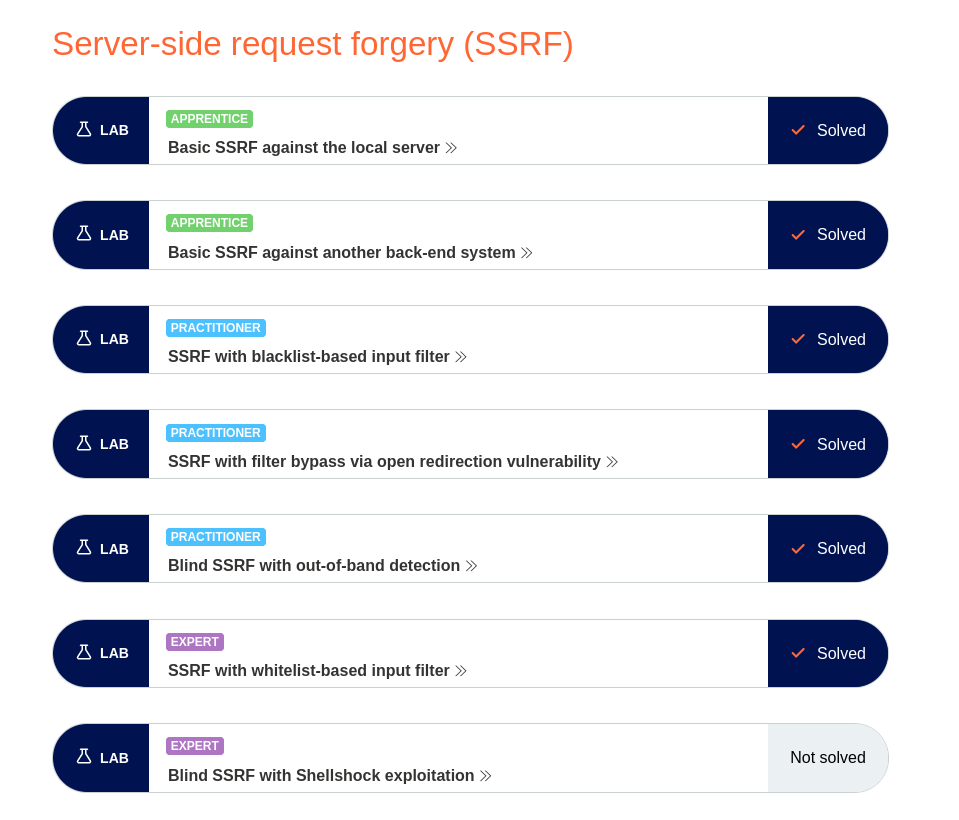 Server-side request forgery (SSRF)
LAB
APPRENTICE
Basic SSRF against the local server
Solved
LAB
APPRENTICE
Basic SSRF against another back-end system
Solved
LAB
PRACTITIONER
SSRF with blacklist-based input filter
Solved
LAB
PRACTITIONER
SSRF with filter bypass via open redirection vulnerability
Solved
LAB
PRACTITIONER
Blind SSRF with out-of-band detection
Solved
LAB
EXPERT
SSRF with whitelist-based input filter
Solved
LAB
EXPERT
Blind SSRF with Shellshock exploitation
Not solved